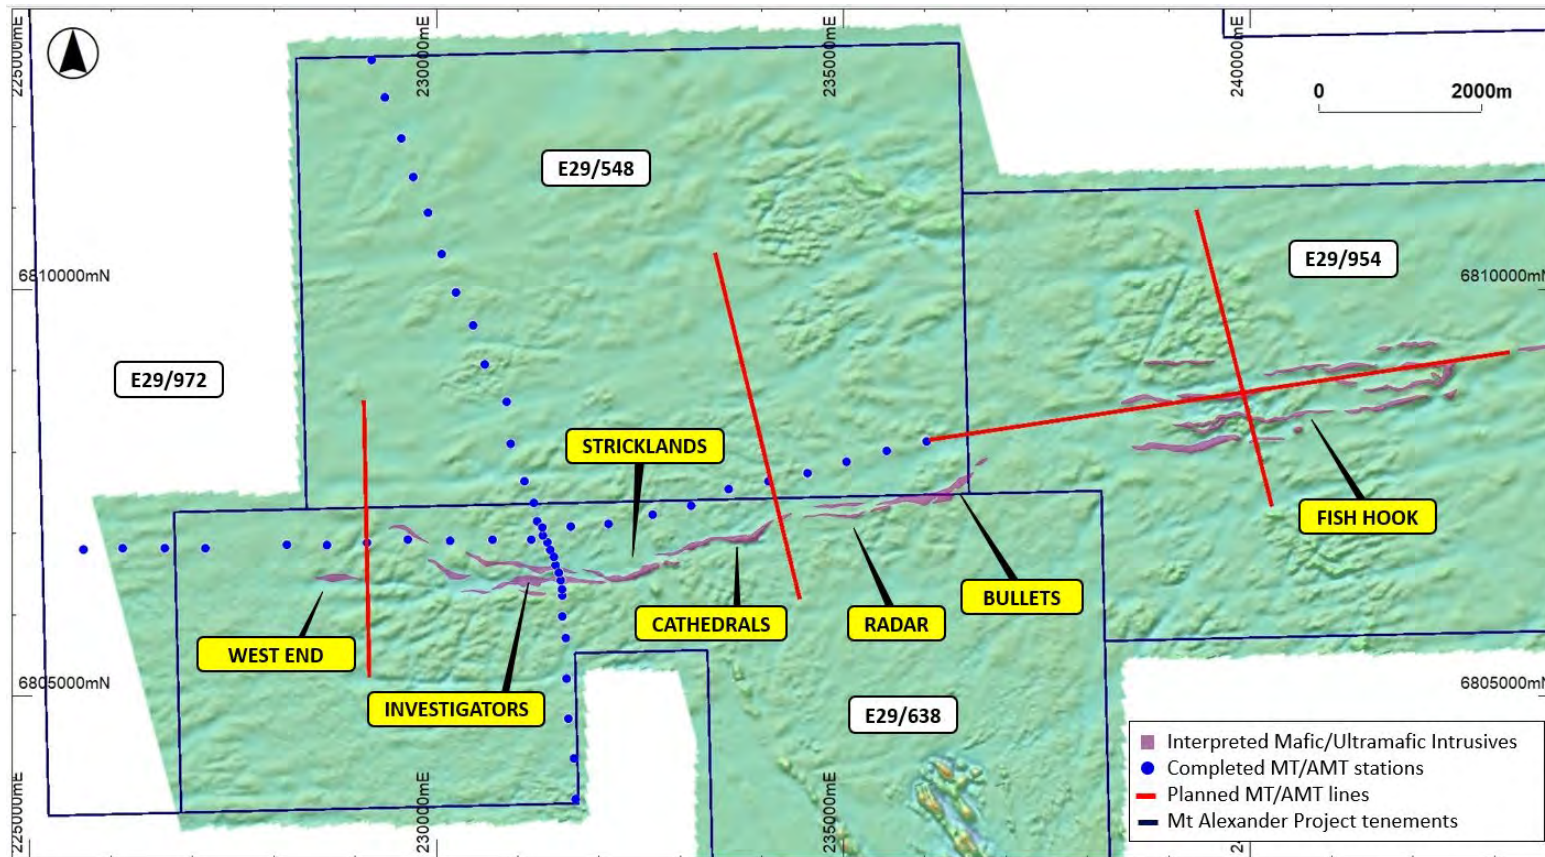 225000mE
230000mE
235000mE
240000mE
0 2000m
E29/548
E29/954
6810000mN
6810000mN
E29/972
STRICKLANDS
FISH HOOK
BULLETS
CATHEDRALS
RADAR
WEST END
INVESTIGATORS
6805000mN
6805000mN
E29/638
225000mE
230000mE
235000mE
Interpreted Mafic/Ultramafic Intrusives
Completed MT/AMT stations
Planned MT/AMT lines
Mt Alexander Project tenements